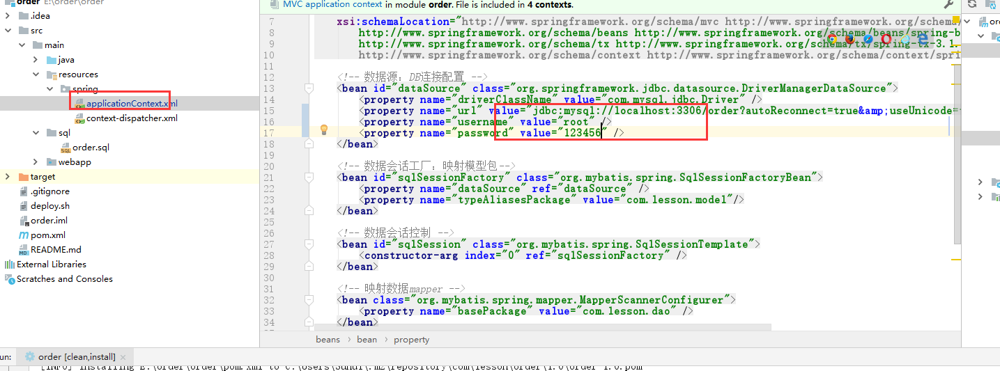 order E:\order\order
.idea
src
main
java
resources
spring
applicationContext.xml
context-dispatcher.xml
sql
order.sql
webapp
target
.gitignore
deploy.sh
order.iml
pom.xml
README.md
External Libraries
Scratches and Consoles
MVC application context in module order. File is included in 4 contexts.
7 xsi:schemaLocation="http://www.springframework.org/schema/mvc http://www.springframework.org/schema/
8 http://www.springframework.org/schema/beans http://www.springframework.org/schema/beans/spring-b
9 http://www.springframework.org/schema/tx http://www.springframework.org/schema/tx/spring-tx-3.1.
10 http://www.springframework.org/schema/context http://www.springframework.org/schema/context/spri
11
12 <!-- 数据源：DB连接配置 -->
13 <bean id="dataSource" class="org.springframework.jdbc.datasource.DriverManagerDataSource">
14 <property name="driverClassName" value="com.mysql.jdbc.Driver" />
15 <property name="url" value="jdbc:mysql://localhost:3306/order?autoReconnect=true&amp;useUnicode=
16 <property name="username" value="root" />
17 <property name="password" value="123456" />
18 </bean>
19
20 <!-- 数据会话工厂：映射模型包-->
21 <bean id="sqlSessionFactory" class="org.mybatis.spring.SqlSessionFactoryBean">
22 <property name="dataSource" ref="dataSource" />
23 <property name="typeAliasesPackage" value="com.lesson.model"/>
24 </bean>
25
26 <!-- 数据会话控制 -->
27 <bean id="sqlSession" class="org.mybatis.spring.SqlSessionTemplate">
28 <constructor-arg index="0" ref="sqlSessionFactory" />
29 </bean>
30
31 <!-- 映射数据mapper -->
32 <bean class="org.mybatis.spring.mapper.MapperScannerConfigurer">
33 <property name="basePackage" value="com.lesson.dao" />
34 </bean>
beans bean property
un: order [clean,install]
[INFO] Installing E:\order\order\pom.xml to C:\Users\Sunui\.m2\repository\com\lesson\order\1.0\order-1.0.pom